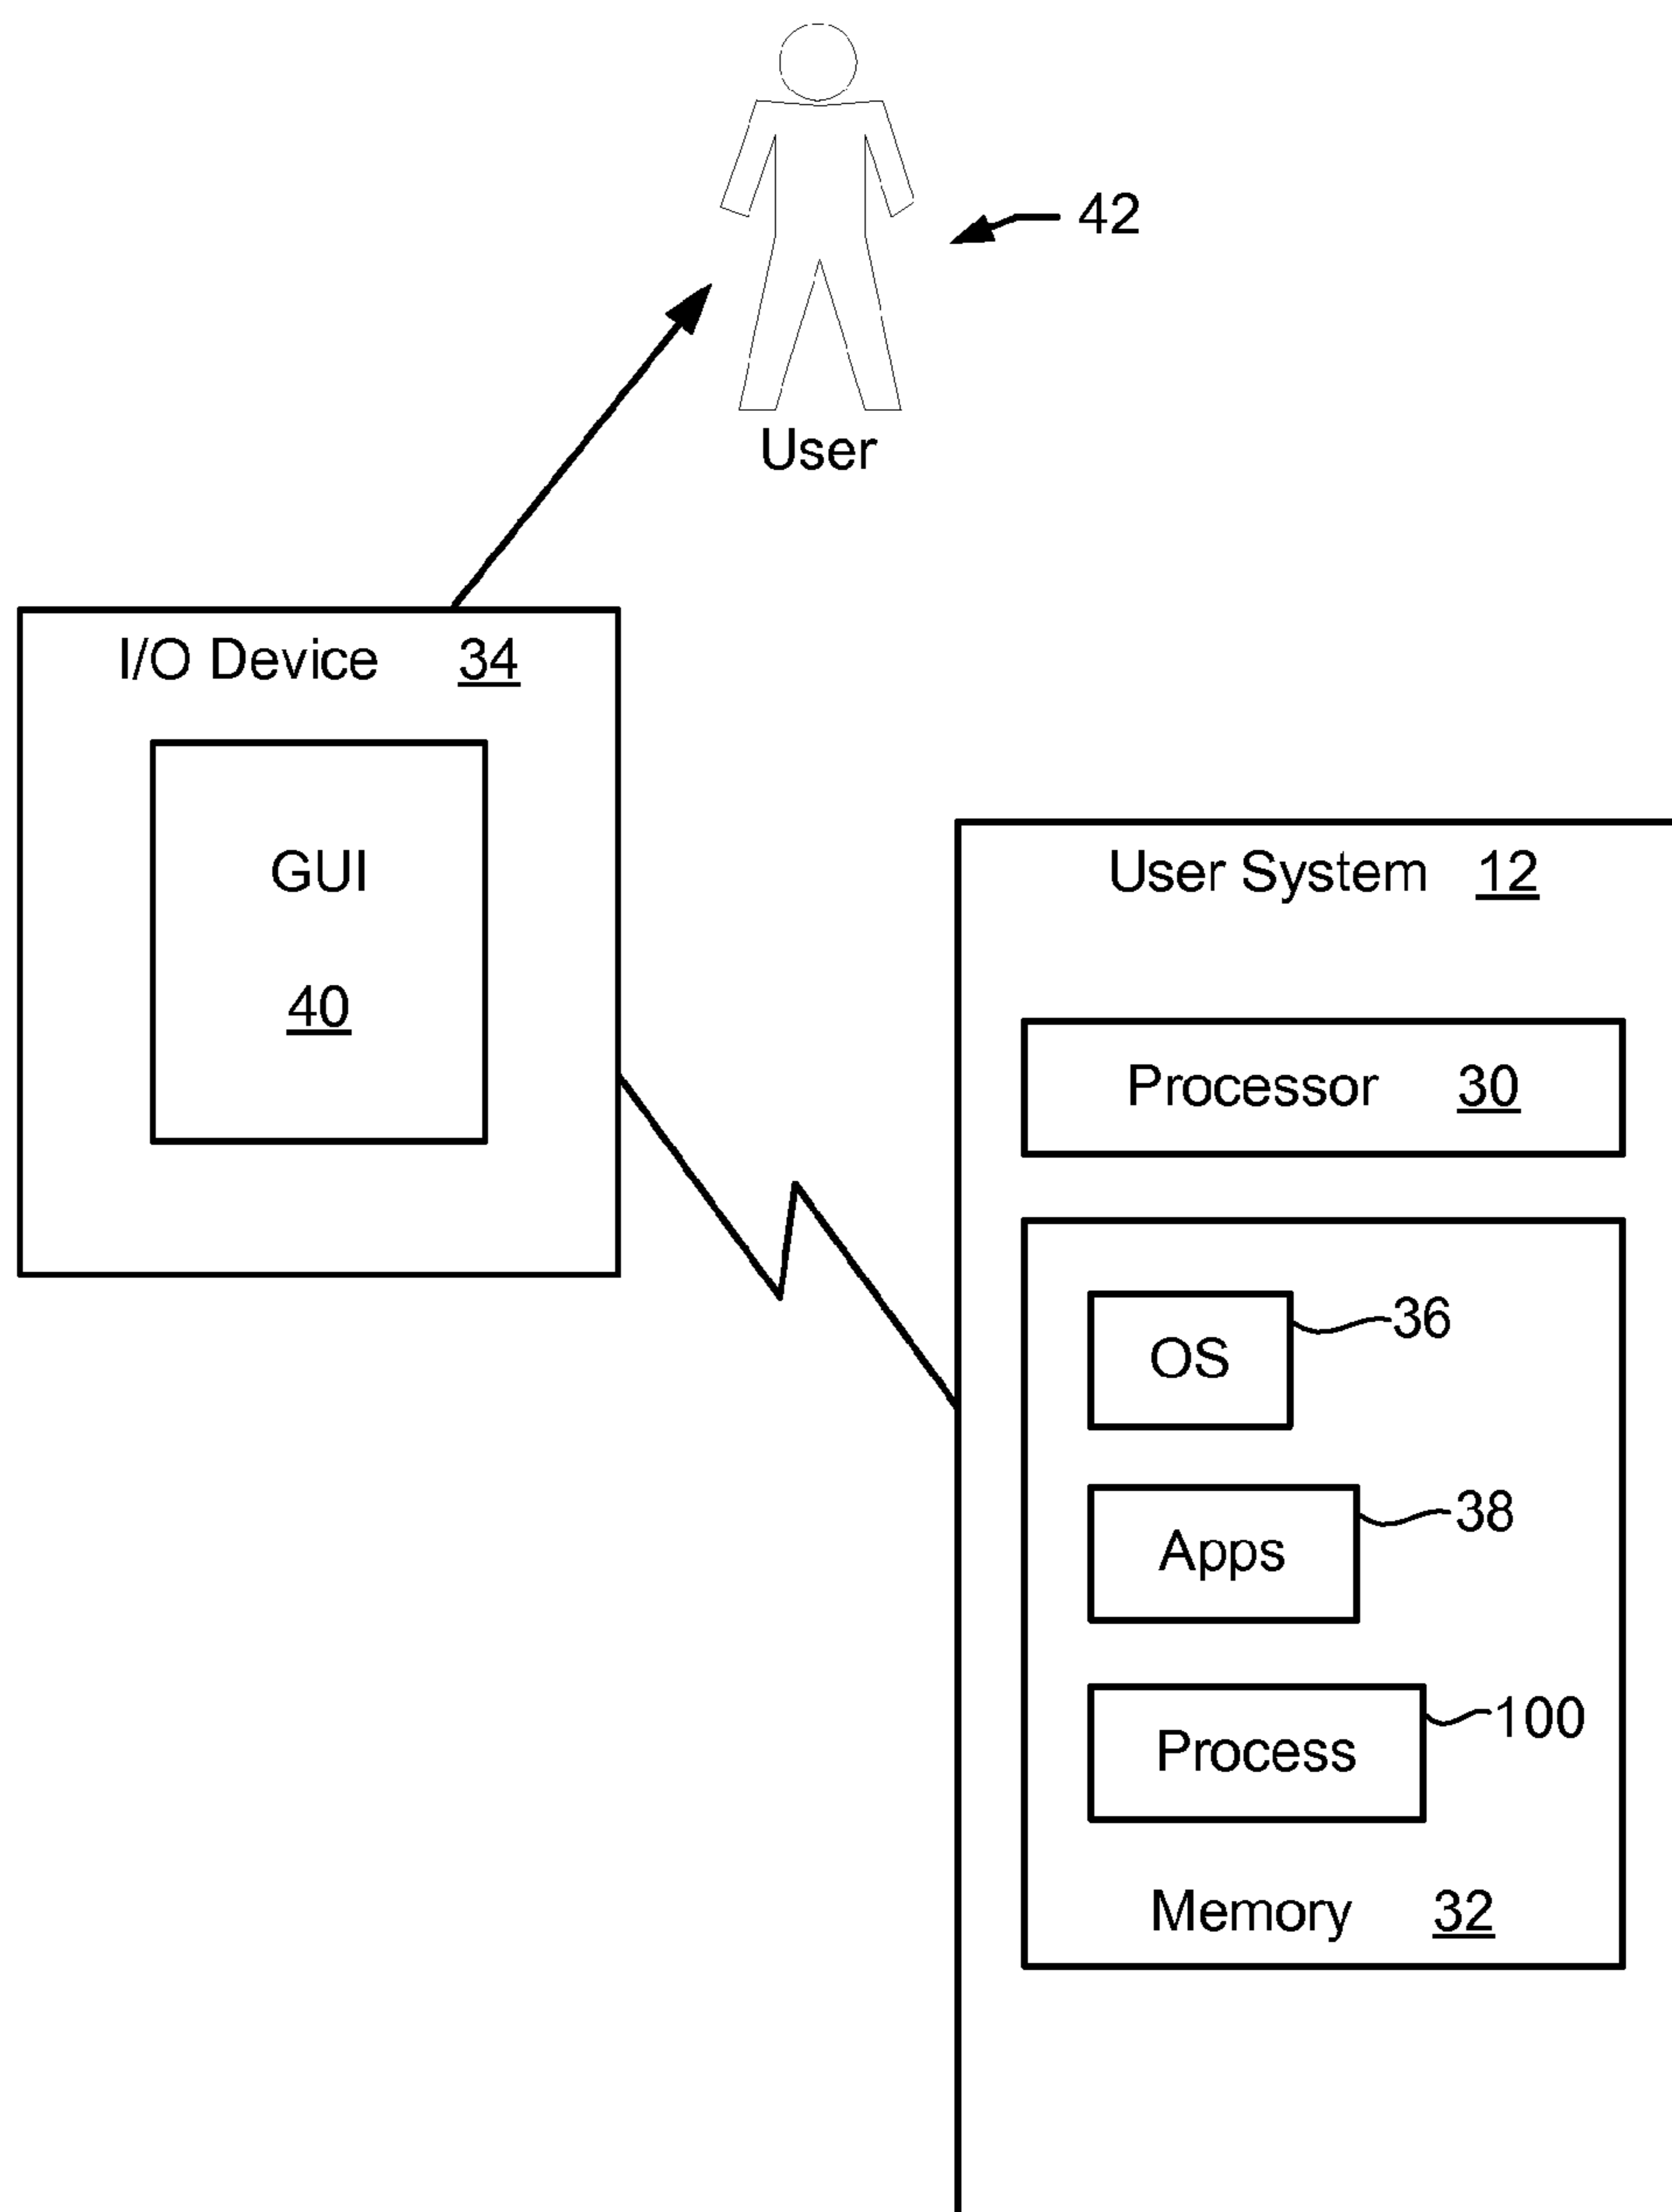 42
User
I/O Device 34
GUI
40
User System 12
Processor 30
36
OS
38
Apps
100
Process
Memory 32